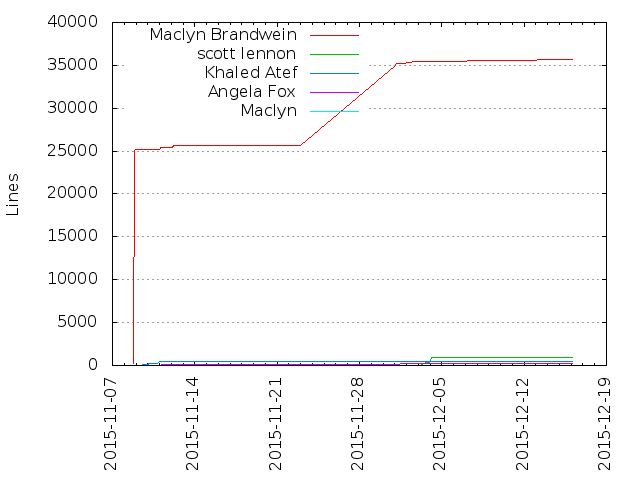 40000
35000
30000
25000
20000
15000
10000
5000
0
Lines
Maclyn Brandwein
scott lennon
Khaled Atef
Angela Fox
Maclyn
2015-11-07
2015-11-14
2015-11-21
2015-11-28
2015-12-05
2015-12-12
2015-12-19